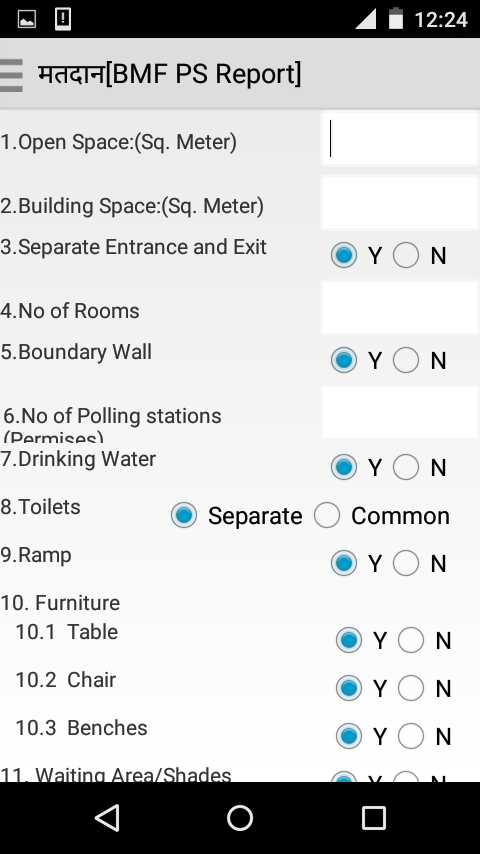 12:24
मतदान[BMF PS Report]
1.Open Space:(Sq. Meter)
2.Building Space:(Sq. Meter)
3.Separate Entrance and Exit Y N
4.No of Rooms
5.Boundary Wall Y N
6.No of Polling stations
(Permises)
7.Drinking Water Y N
8.Toilets Separate Common
9.Ramp Y N
10. Furniture
10.1 Table Y N
10.2 Chair Y N
10.3 Benches Y N
11. Waiting Area/Shades Y N